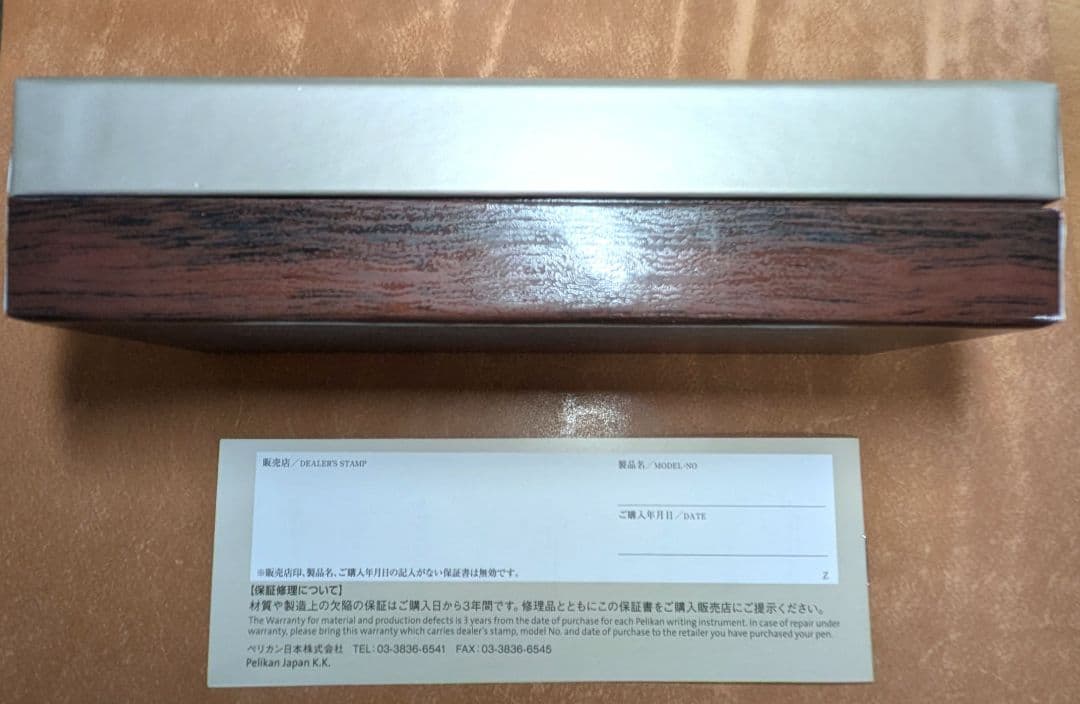 販売店／DEALER'S STAMP
製品名／MODEL-NO
ご購入年月日／DATE
※販売店印、製品名、ご購入年月日の記入がない保証書は無効です。
Z
【保証修理について】
材質や製造上の欠陥の保証はご購入日から3年間です。修理品とともにこの保証書をご購入販売店にご提示ください。
The Warranty for material and production defects is 3 years from the date of purchase for each Pelikan writing instrument. In case of repair under
warranty, please bring this warranty which carries dealer's stamp, model No. and date of purchase to the retailer you have purchased your pen.
ペリカン日本株式会社 TEL:03-3836-6541 FAX:03-3836-6545
Pelikan Japan K.K.